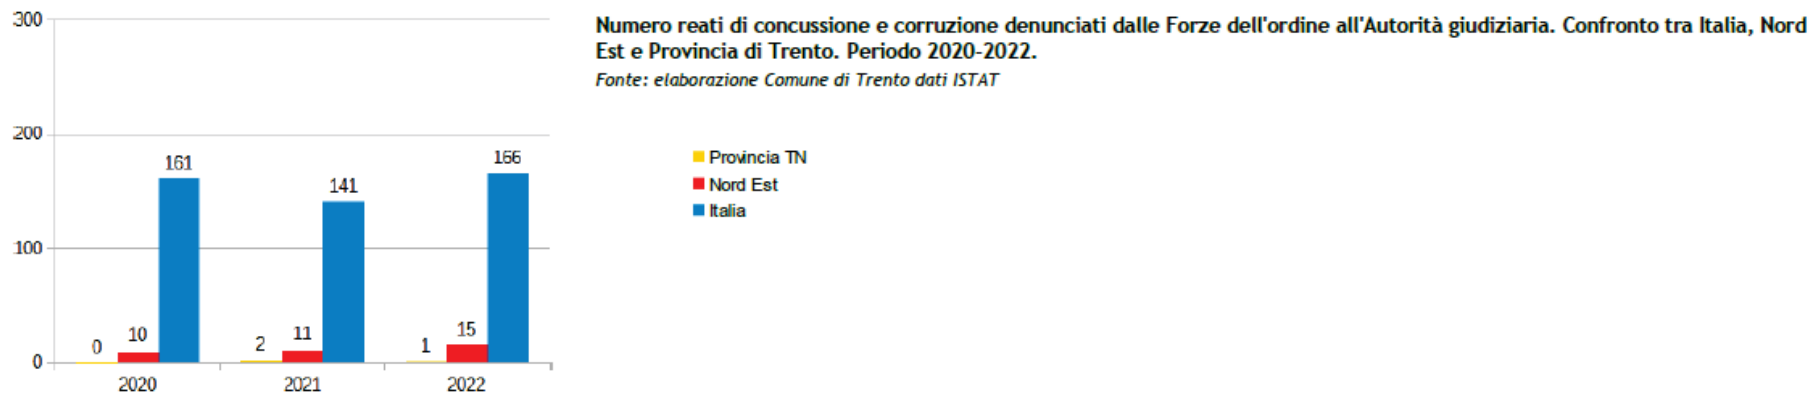 Numero reati di concussione e corruzione denunciati dalle Forze dell'ordine all'Autorità giudiziaria. Confronto tra Italia, Nord
Est e Provincia di Trento. Periodo 2020-2022.
Fonte: elaborazione Comune di Trento dati ISTAT
300
200
100
0
161
141
166
0
10
2
11
1
15
2020
2021
2022
Provincia TN
Nord Est
Italia